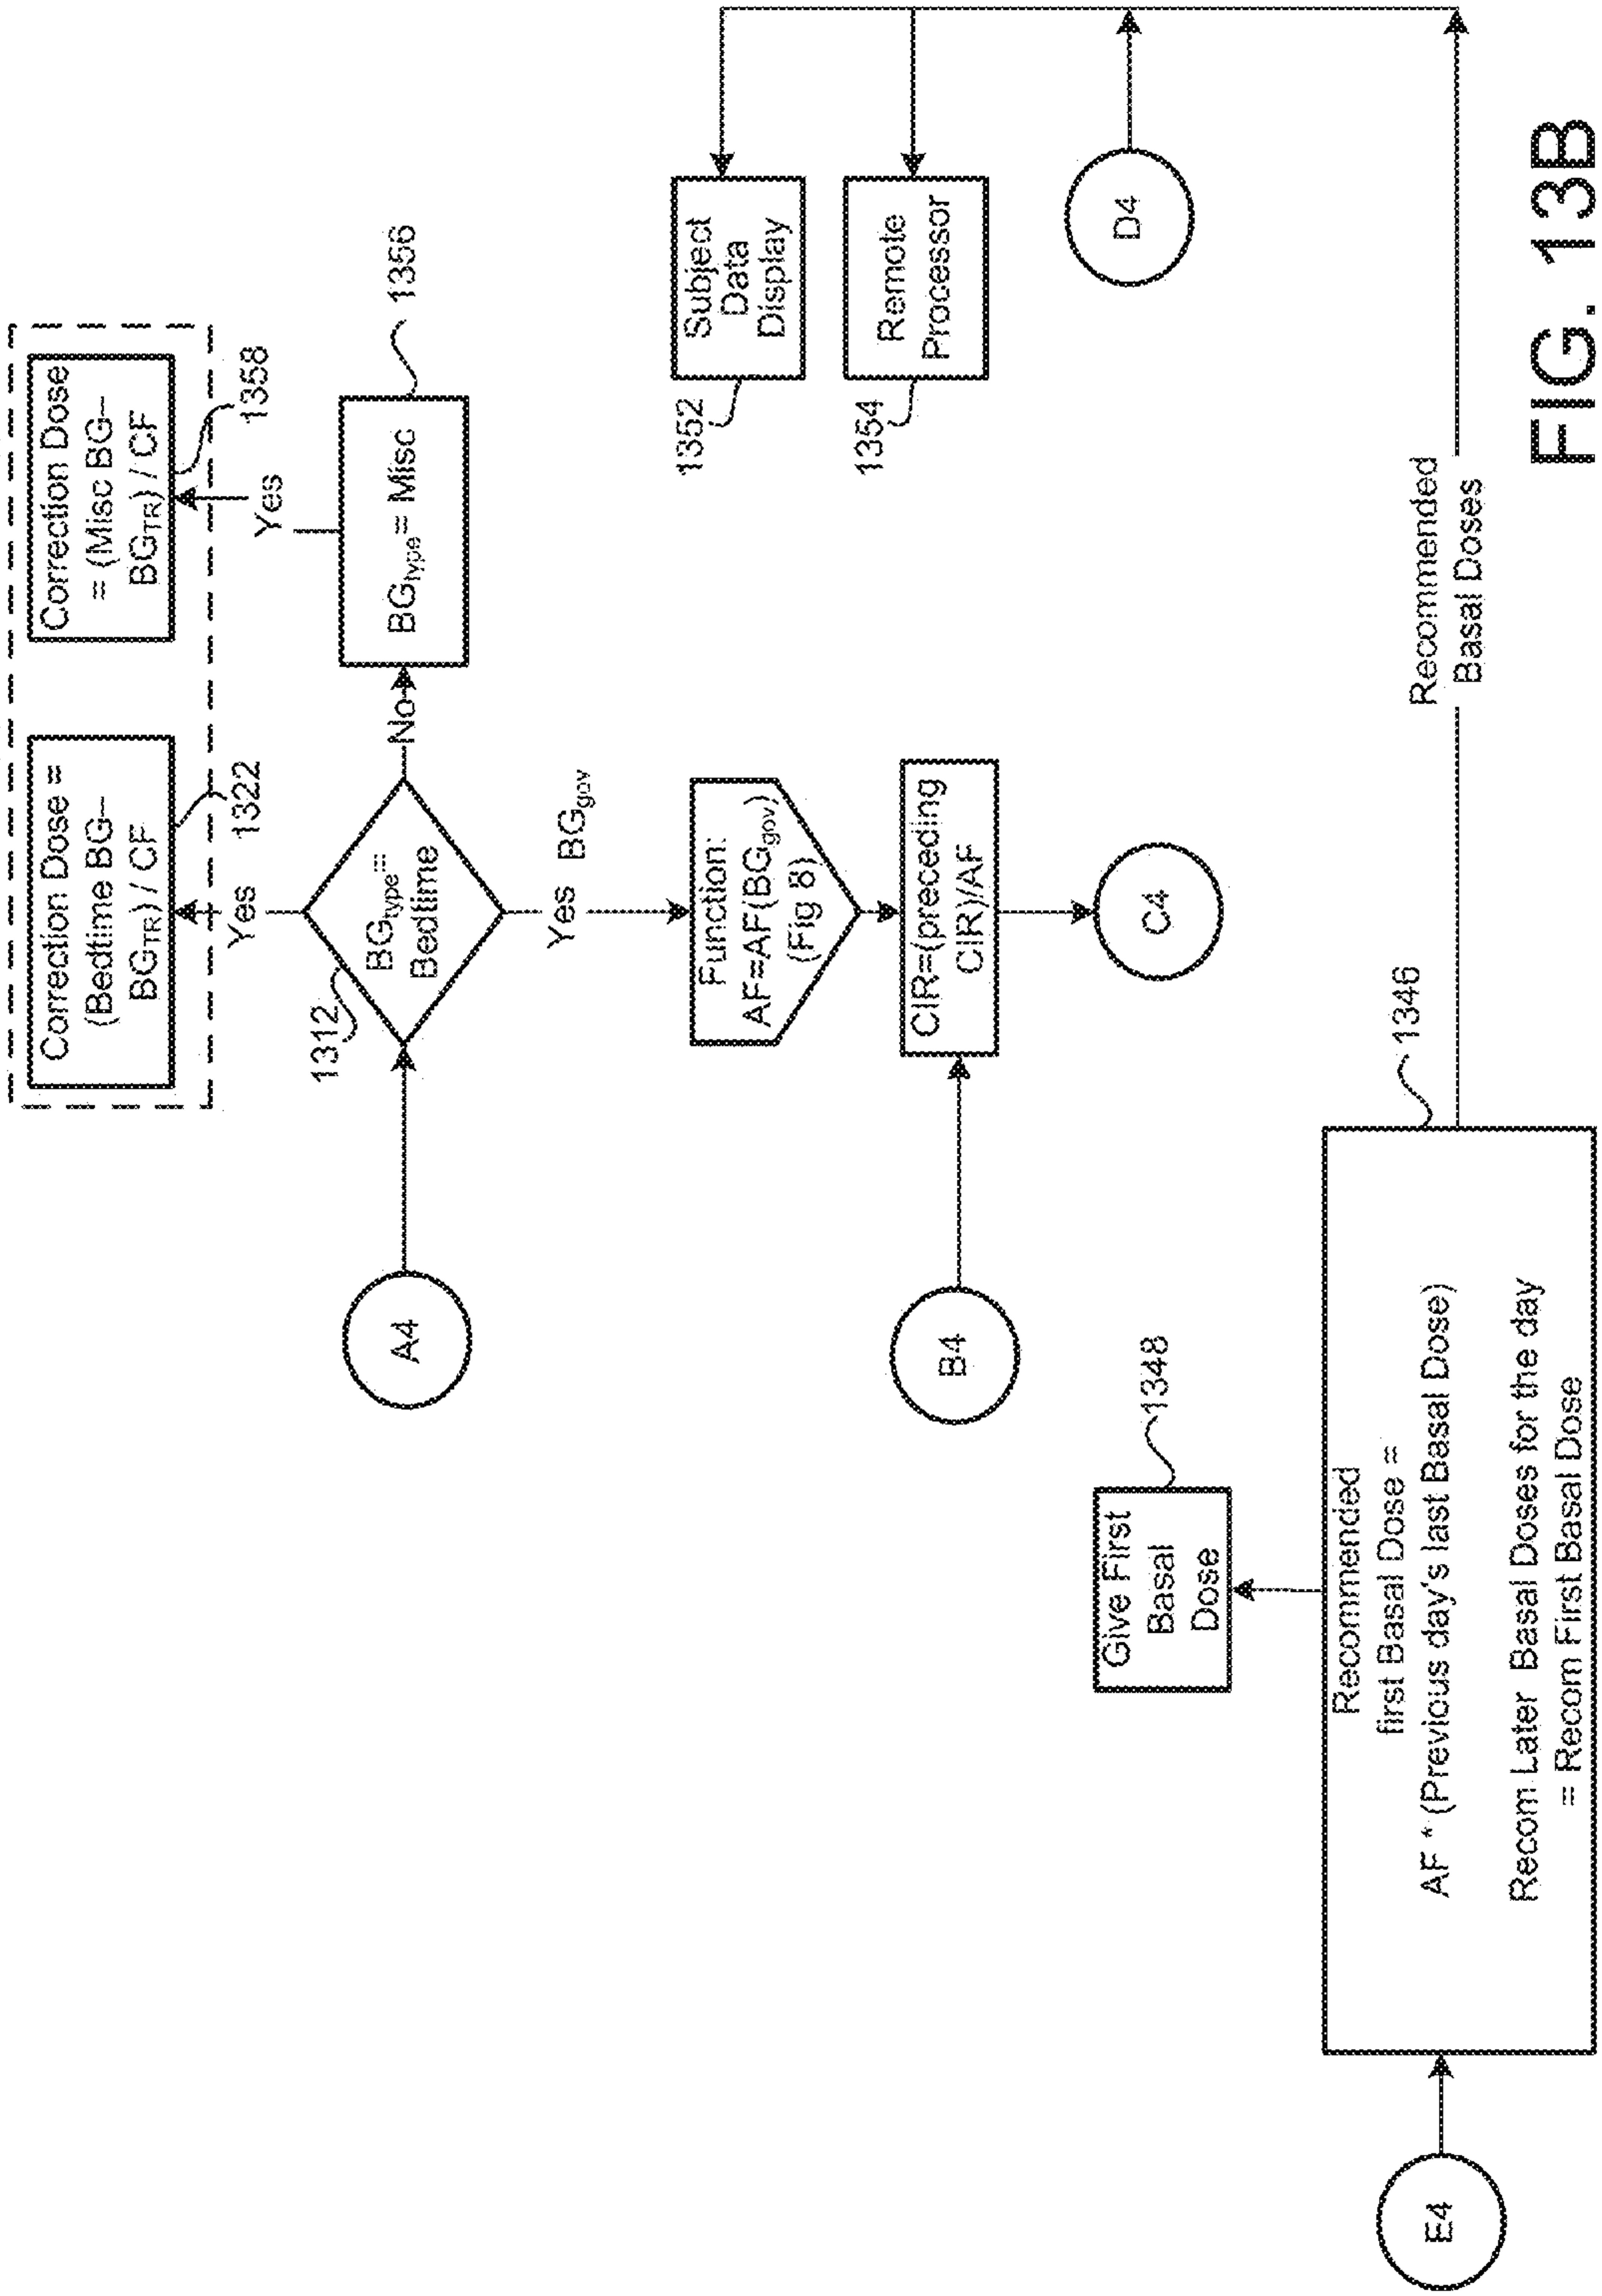 Correction Dose =
(Bedtime BG–
BGTR) / CF
1322
Correction Dose
= (Misc BG–
BGTR) / CF
1358
Yes
Yes
A4
1312
BGtype=
Bedtime
No
BGtype= Misc
1356
Yes BGgov
Function:
AF=AF(BGgov)
(Fig 8)
B4
CIR=(preceding
CIR)/AF
C4
1352
Subject
Data
Display
1354
Remote
Processor
D4
Give First
Basal
Dose
1348
E4
Recommended
first Basal Dose =
AF * (Previous day's last Basal Dose)
Recom Later Basal Doses for the day
= Recom First Basal Dose
1346
Recommended
Basal Doses
FIG. 13B